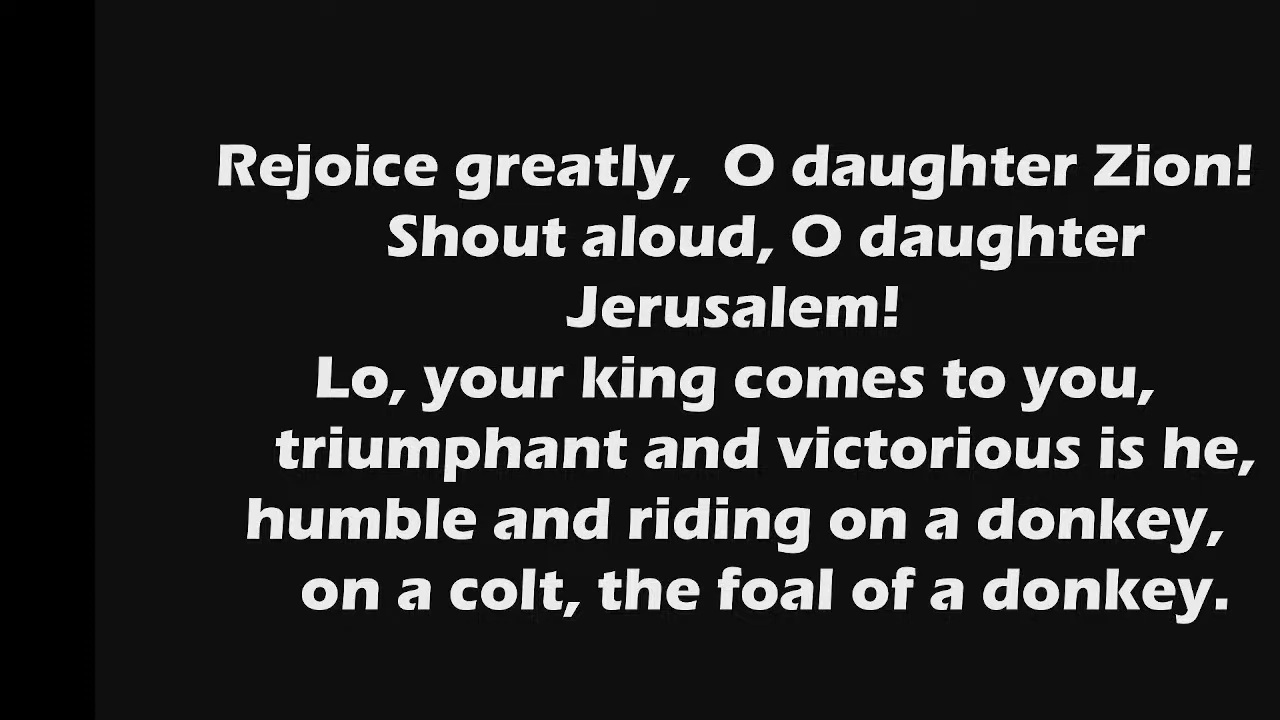 Rejoice greatly, O daughter Zion!
Shout aloud, O daughter
Jerusalem!
Lo, your king comes to you,
triumphant and victorious is he,
humble and riding on a donkey,
on a colt, the foal of a donkey.